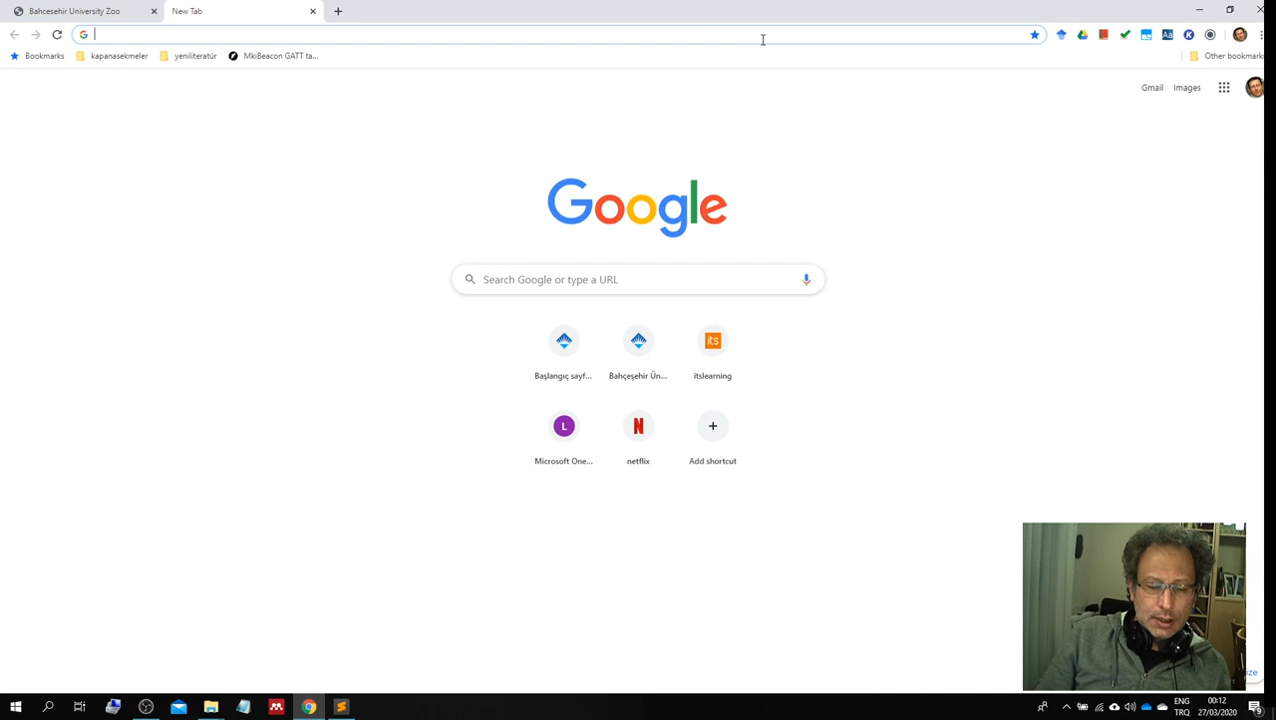 Bahcesehir University Zoo
New Tab
Bookmarks
kapanasekmeler
yeniliteratür
MkiBeacon GATT ta...
Other bookmarks
Gmail
Images
Google
Search Google or type a URL
Başlangıç sayf...
Bahçeşehir Ün...
its
itslearning
L
N
Microsoft One...
netflix
Add shortcut
ize
ENG
TRQ
00:12
27/03/2020